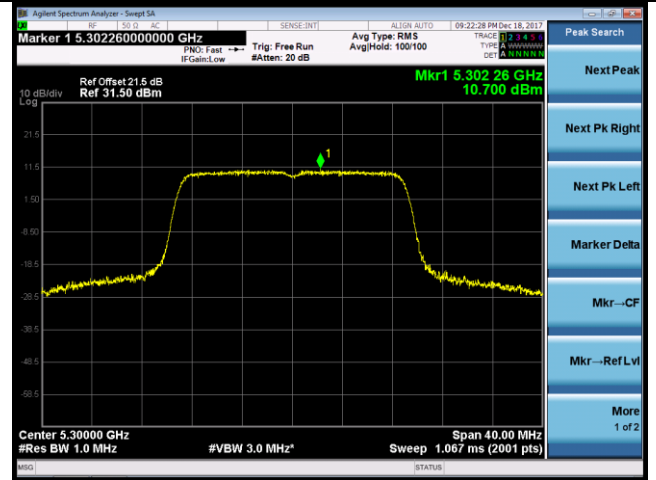 Agilent Spectrum Analyzer - Swept SA
RF 50 Ω AC SENSE:INT ALIGN AUTO 09:22:28 PM Dec 18, 2017
Marker 1 5.302260000000 GHz
Avg Type: RMS
TRACE 1 2 3 4 5 6
PNO: Fast
Trig: Free Run
Avg|Hold: 100/100
TYPE A WWWWW
IFGain:Low
#Atten: 20 dB
DET A NNNNN
Peak Search
Mkr1 5.302 26 GHz
10.700 dBm
Ref Offset 21.5 dB
10 dB/div Ref 31.50 dBm
Log
21.5
11.5
1.50
-8.50
-18.5
-28.5
-38.5
-48.5
-58.5
1
Center 5.30000 GHz
Span 40.00 MHz
#Res BW 1.0 MHz
#VBW 3.0 MHz*
Sweep 1.067 ms (2001 pts)
MSG
STATUS
Next Peak
Next Pk Right
Next Pk Left
Marker Delta
Mkr→CF
Mkr→Ref Lvl
More
1 of 2